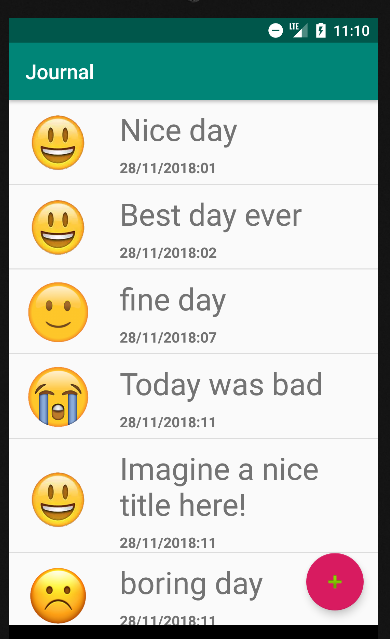 LTE 11:10
Journal
Nice day
28/11/2018:01
Best day ever
28/11/2018:02
fine day
28/11/2018:07
Today was bad
28/11/2018:11
Imagine a nice
title here!
28/11/2018:11
boring day
28/11/2018:11
+